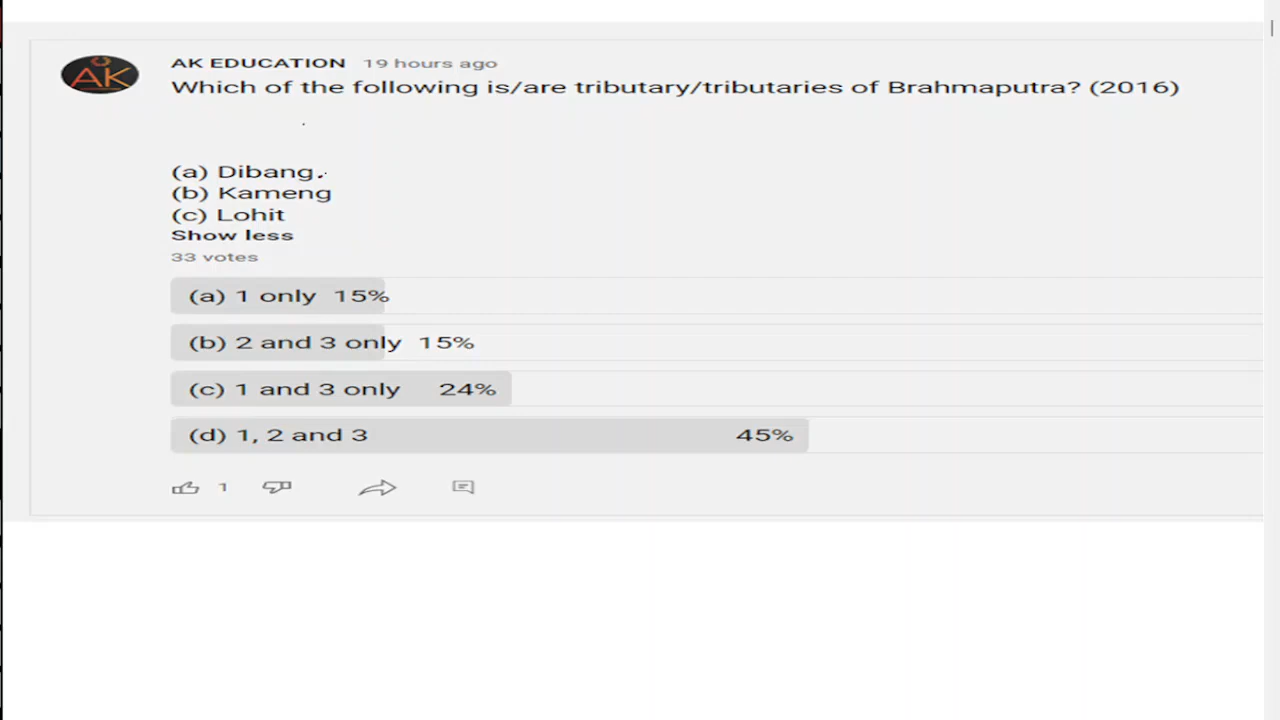 AK
AK EDUCATION 19 hours ago
Which of the following is/are tributary/tributaries of Brahmaputra? (2016)
(a) Dibang.
(b) Kameng
(c) Lohit
Show less
33 votes
(a) 1 only 15%
(b) 2 and 3 only 15%
(c) 1 and 3 only 24%
(d) 1, 2 and 3 45%
1